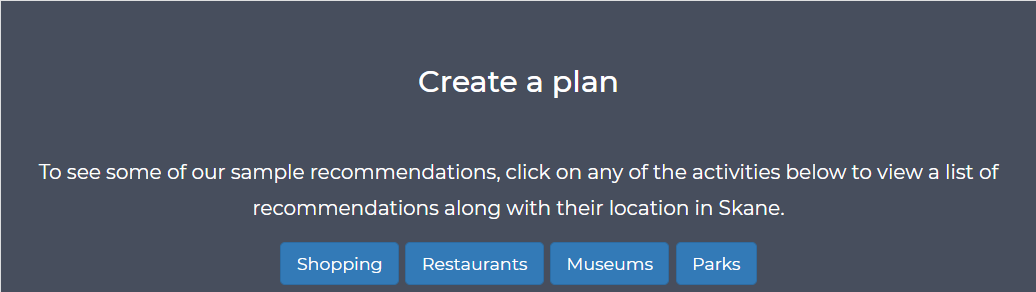 Create a plan
To see some of our sample recommendations, click on any of the activities below to view a list of
recommendations along with their location in Skane.
Shopping Restaurants Museums Parks